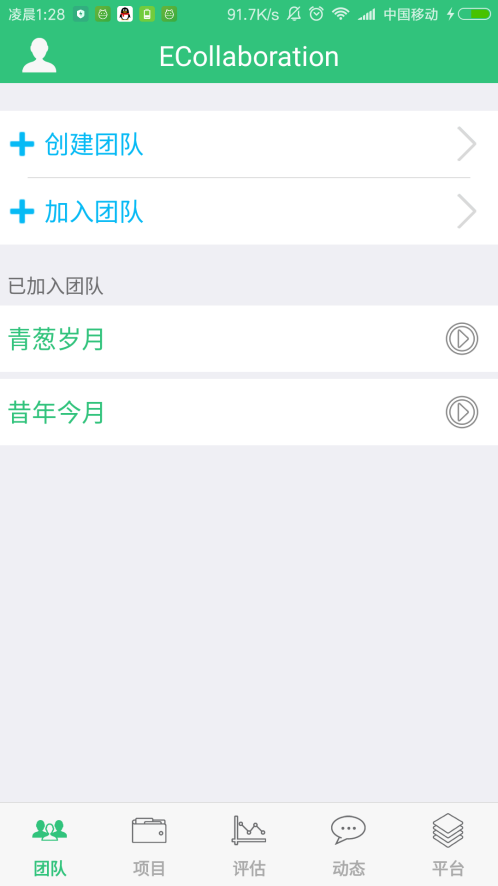 凌晨1:28 91.7K/s 中国移动
ECollaboration
创建团队
加入团队
已加入团队
青葱岁月
昔年今月
团队 项目 评估 动态 平台